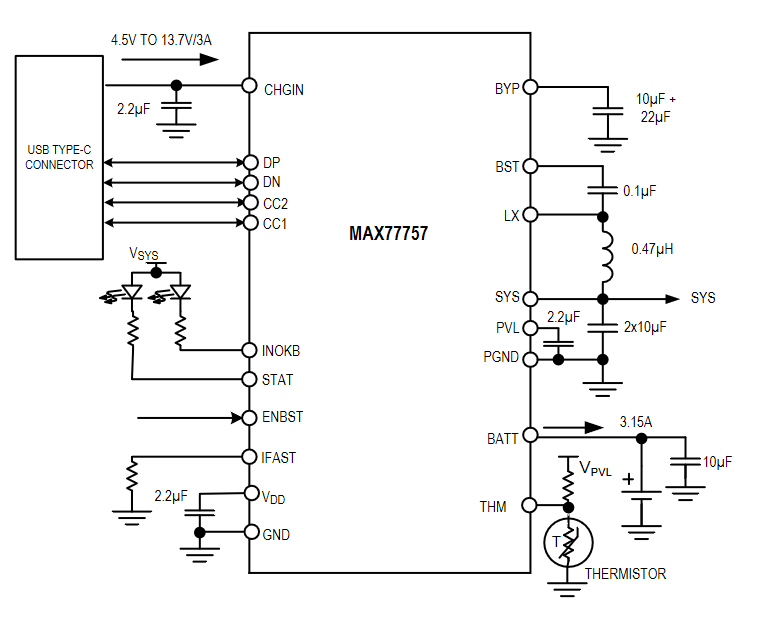 4.5V TO 13.7V/3A
CHGIN
2.2µF
USB TYPE-C
CONNECTOR
DP
DN
CC2
CC1
VSYS
INOKB
STAT
ENBST
IFAST
2.2µF
VDD
GND
MAX77757
BYP
10µF +
22µF
BST
0.1µF
LX
0.47µH
SYS
SYS
PVL
2.2µF
2x10µF
PGND
3.15A
BATT
10µF
VPVL
+
THM
T
THERMISTOR